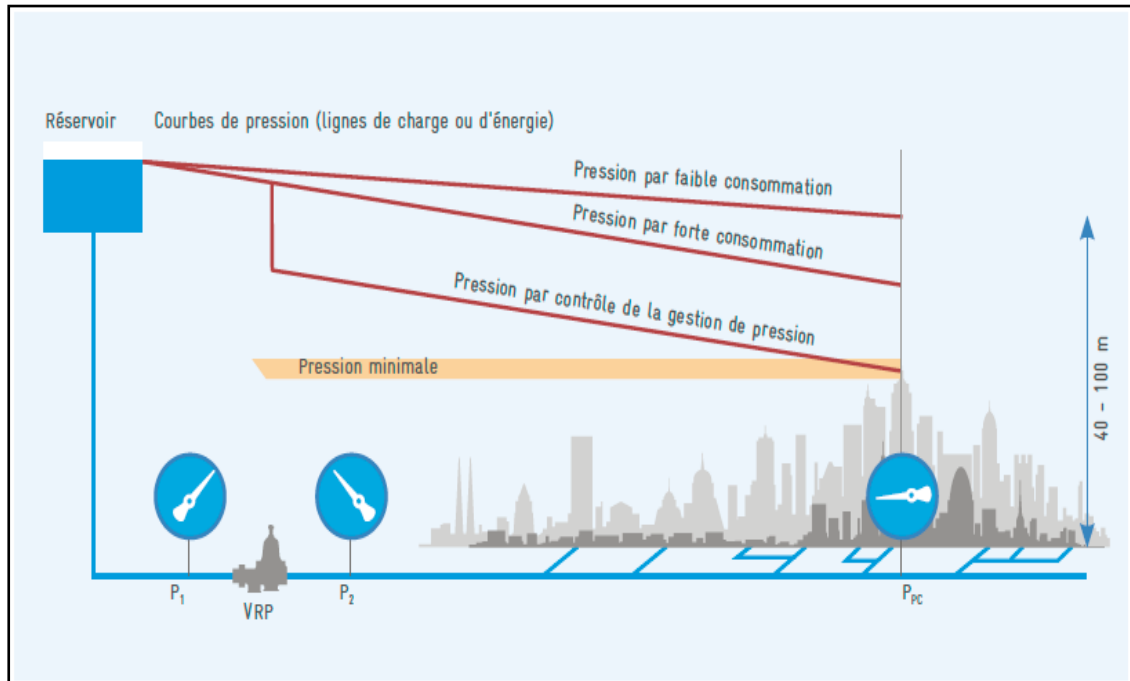 Réservoir
Courbes de pression (lignes de charge ou d'énergie)
Pression par faible consommation
Pression par forte consommation
Pression par contrôle de la gestion de pression
Pression minimale
40 – 100 m
P1
VRP
P2
PPC